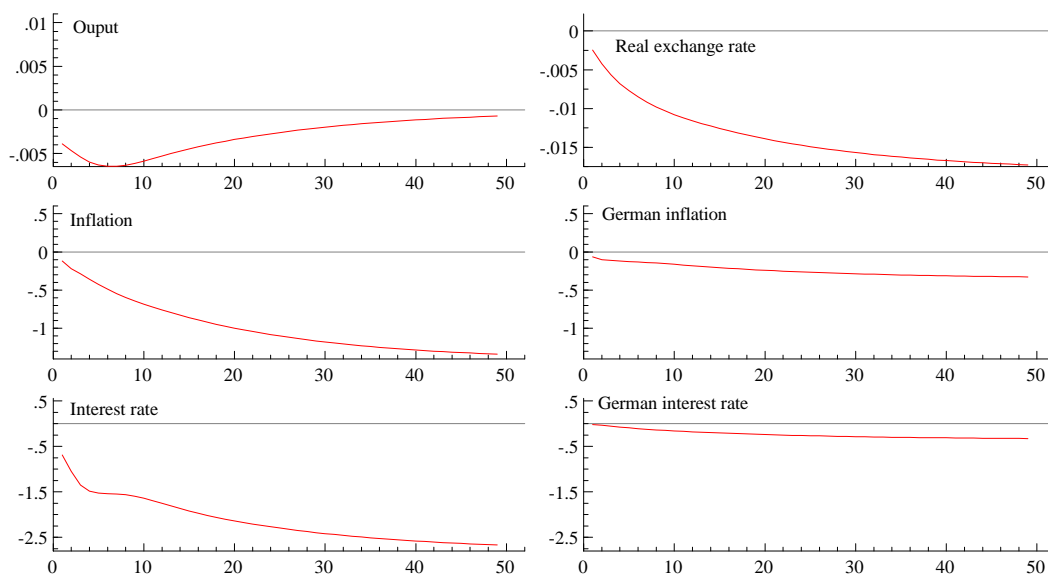 Ouput
.01
.005
0
-.005
0 10 20 30 40 50
Real exchange rate
0
-.005
-.01
-.015
0 10 20 30 40 50
Inflation
.5
0
-.5
-1
0 10 20 30 40 50
German inflation
.5
0
-.5
-1
0 10 20 30 40 50
Interest rate
.5
-.5
-1.5
-2.5
0 10 20 30 40 50
German interest rate
.5
-.5
-1.5
-2.5
0 10 20 30 40 50